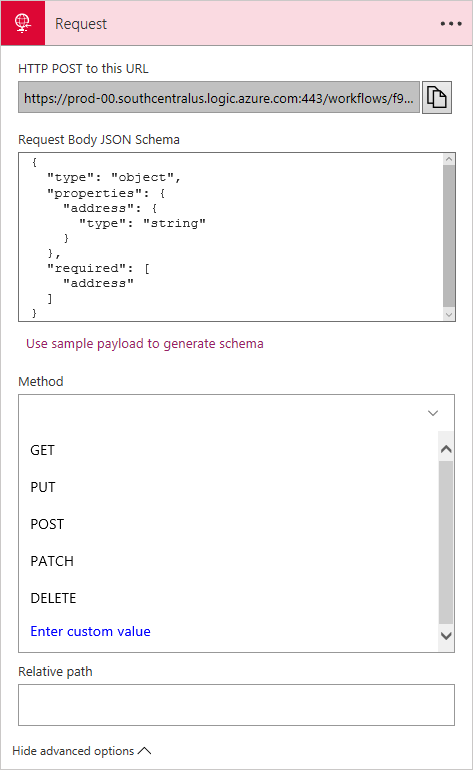 Request
HTTP POST to this URL
https://prod-00.southcentralus.logic.azure.com:443/workflows/f9...
Request Body JSON Schema
{
  "type": "object",
  "properties": {
    "address": {
      "type": "string"
    }
  },
  "required": [
    "address"
  ]
}
Use sample payload to generate schema
Method
GET
PUT
POST
PATCH
DELETE
Enter custom value
Relative path
Hide advanced options